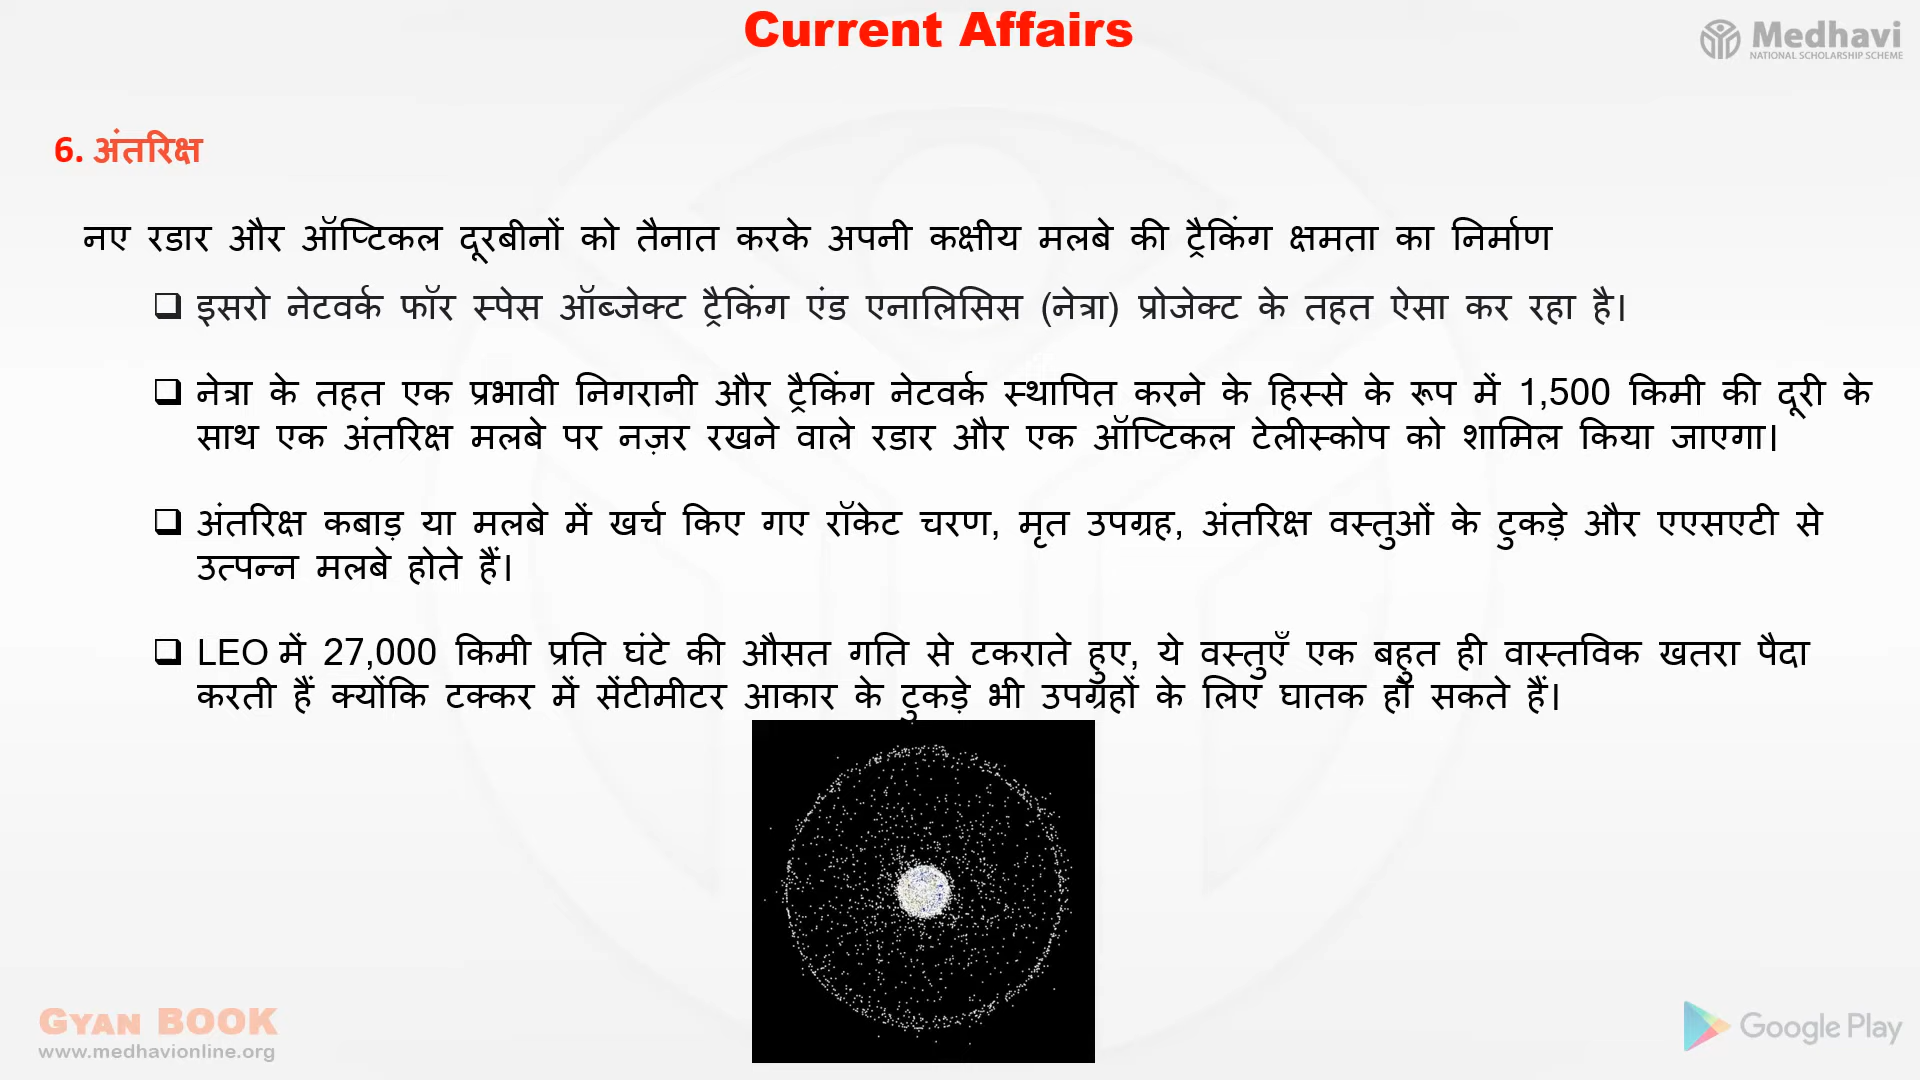 Current Affairs
Medhavi
NATIONAL SCHOLARSHIP SCHEME
6. अंतरिक्ष
नए रडार और ऑप्टिकल दूरबीनों को तैनात करके अपनी कक्षीय मलबे की ट्रैकिंग क्षमता का निर्माण
इसरो नेटवर्क फॉर स्पेस ऑब्जेक्ट ट्रैकिंग एंड एनालिसिस (नेत्रा) प्रोजेक्ट के तहत ऐसा कर रहा है।
नेत्रा के तहत एक प्रभावी निगरानी और ट्रैकिंग नेटवर्क स्थापित करने के हिस्से के रूप में 1,500 किमी की दूरी के
साथ एक अंतरिक्ष मलबे पर नज़र रखने वाले रडार और एक ऑप्टिकल टेलीस्कोप को शामिल किया जाएगा।
अंतरिक्ष कबाड़ या मलबे में खर्च किए गए रॉकेट चरण, मृत उपग्रह, अंतरिक्ष वस्तुओं के टुकड़े और एएसएटी से
उत्पन्न मलबे होते हैं।
LEO में 27,000 किमी प्रति घंटे की औसत गति से टकराते हुए, ये वस्तुएँ एक बहुत ही वास्तविक खतरा पैदा
करती हैं क्योंकि टक्कर में सेंटीमीटर आकार के टुकड़े भी उपग्रहों के लिए घातक हो सकते हैं।
GYAN BOOK
www.medhavionline.org
Google Play